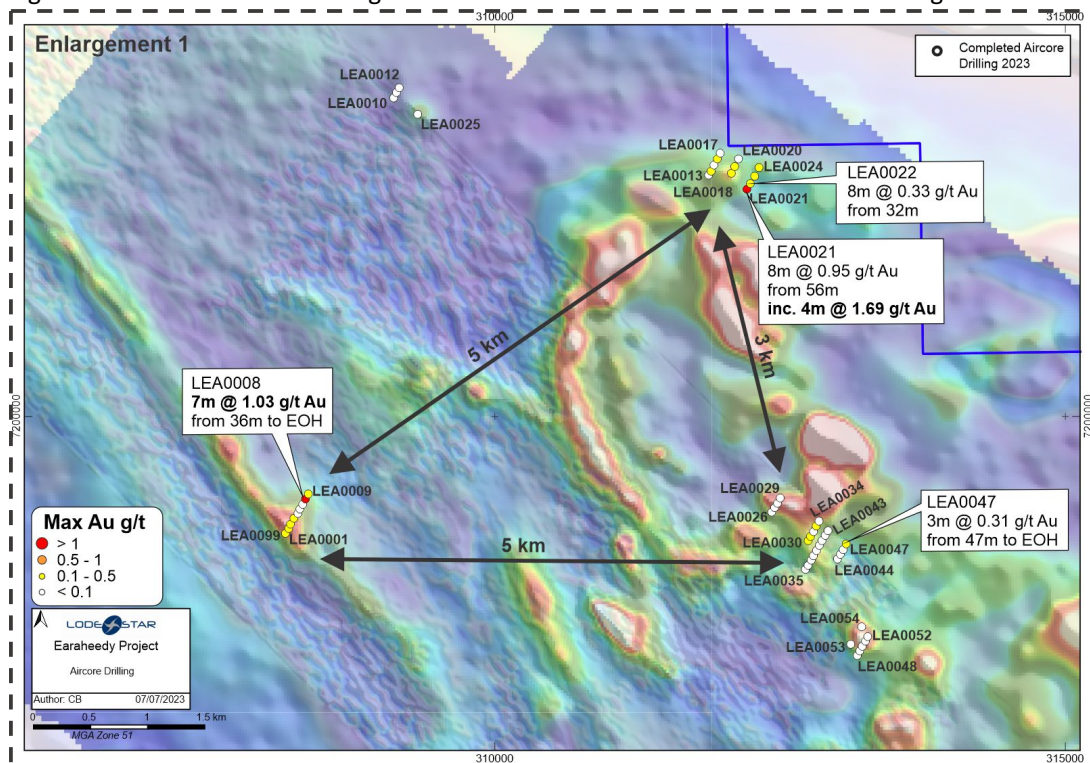 310000
315000
Enlargement 1
Completed Aircore
Drilling 2023
LEA0012
LEA0010
LEA0025
LEA0017
LEA0020
LEA0013
LEA0024
LEA0018
LEA0021
LEA0022
8m @ 0.33 g/t Au
from 32m
LEA0021
8m @ 0.95 g/t Au
from 56m
inc. 4m @ 1.69 g/t Au
5 km
3 km
LEA0008
7m @ 1.03 g/t Au
from 36m to EOH
7200000
7200000
LEA0009
LEA0099
LEA0001
5 km
LEA0029
LEA0026
LEA0034
LEA0043
LEA0030
LEA0035
LEA0047
LEA0044
LEA0047
3m @ 0.31 g/t Au
from 47m to EOH
LEA0054
LEA0052
LEA0053
LEA0048
Max Au g/t
> 1
0.5 - 1
0.1 - 0.5
< 0.1
LODESTAR
Earaheedy Project
Aircore Drilling
Author: CB 07/07/2023
0 0.5 1 1.5 km
MGA Zone 51
310000
315000